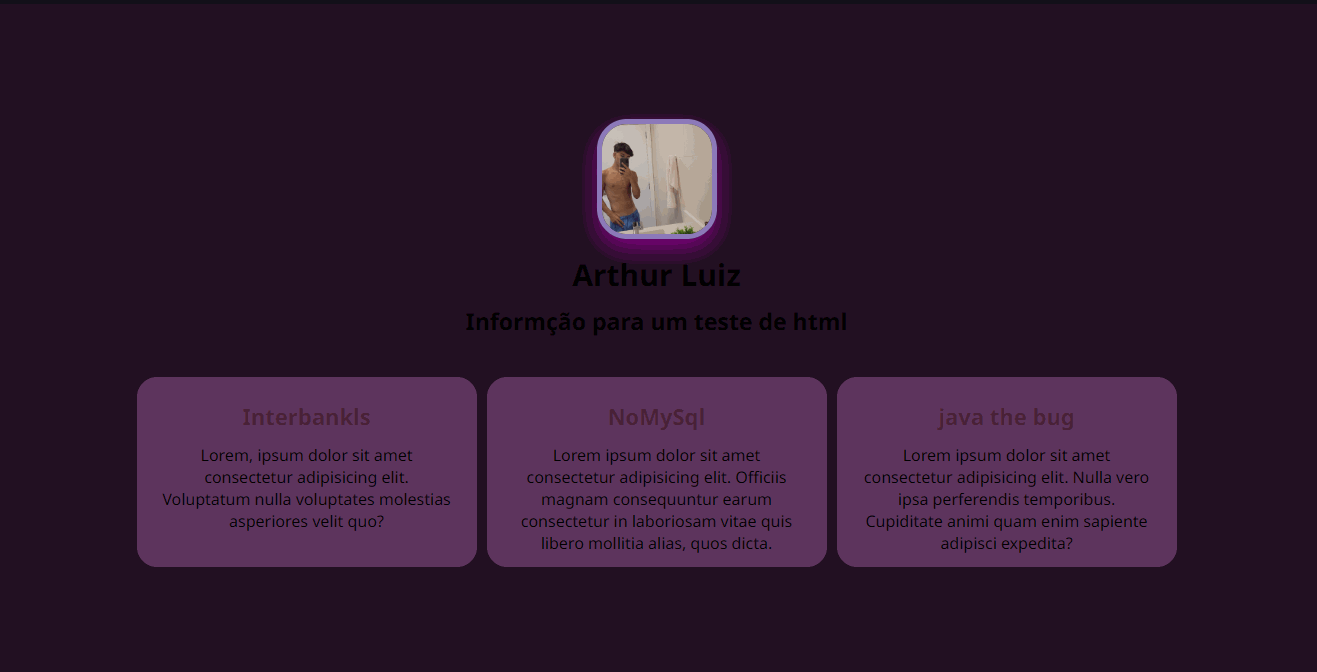 Arthur Luiz
Informção para um teste de html
Interbankls
Lorem, ipsum dolor sit amet
consectetur adipisicing elit.
Voluptatum nulla voluptates molestias
asperiores velit quo?
NoMySql
Lorem ipsum dolor sit amet
consectetur adipisicing elit. Officiis
magnam consequuntur earum
consectetur in laboriosam vitae quis
libero mollitia alias, quos dicta.
java the bug
Lorem ipsum dolor sit amet
consectetur adipisicing elit. Nulla vero
ipsa perferendis temporibus.
Cupiditate animi quam enim sapiente
adipisci expedita?